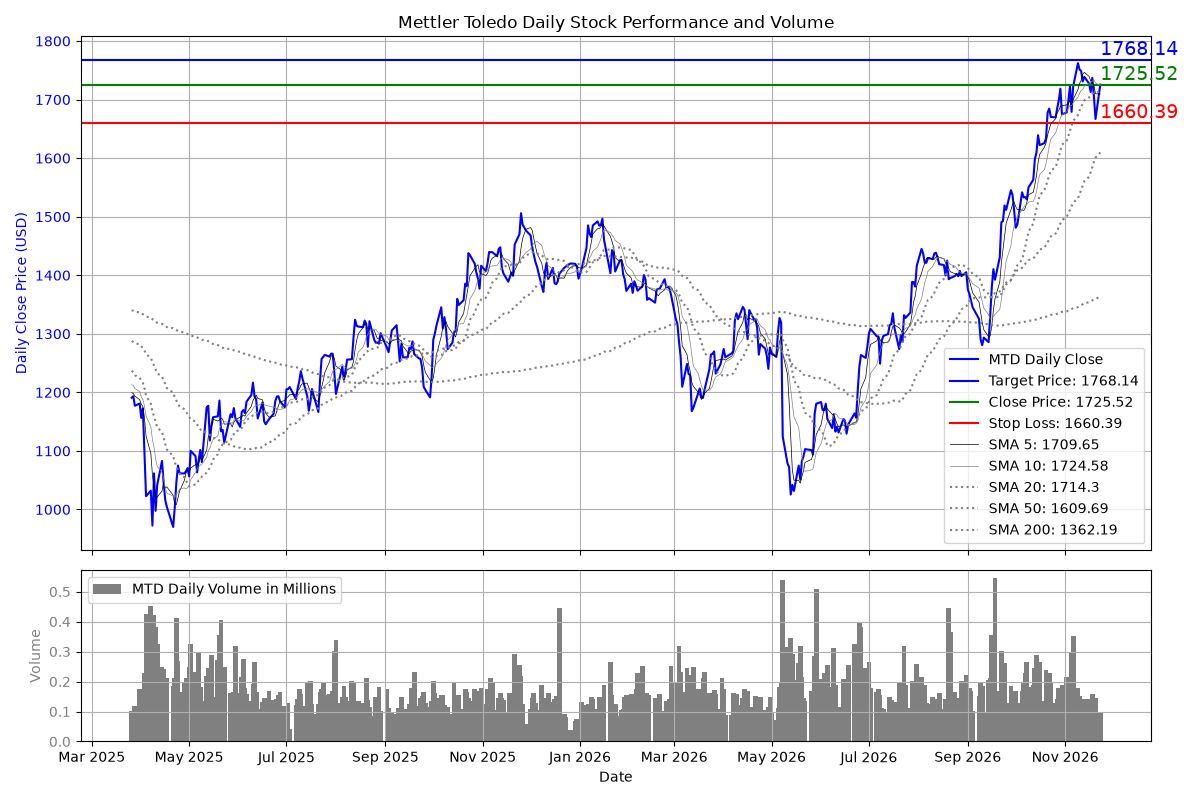 Mettler Toledo Daily Stock Performance and Volume
1800
1700
1600
1500
1400
1300
1200
1100
1000
Daily Close Price (USD)
1768.14
1725.52
1660.39
MTD Daily Close
Target Price: 1768.14
Close Price: 1725.52
Stop Loss: 1660.39
SMA 5: 1709.65
SMA 10: 1724.58
SMA 20: 1714.3
SMA 50: 1609.69
SMA 200: 1362.19
MTD Daily Volume in Millions
0.5
0.4
0.3
0.2
0.1
0.0
Volume
Mar 2025 May 2025 Jul 2025 Sep 2025 Nov 2025 Jan 2026 Mar 2026 May 2026 Jul 2026 Sep 2026 Nov 2026
Date